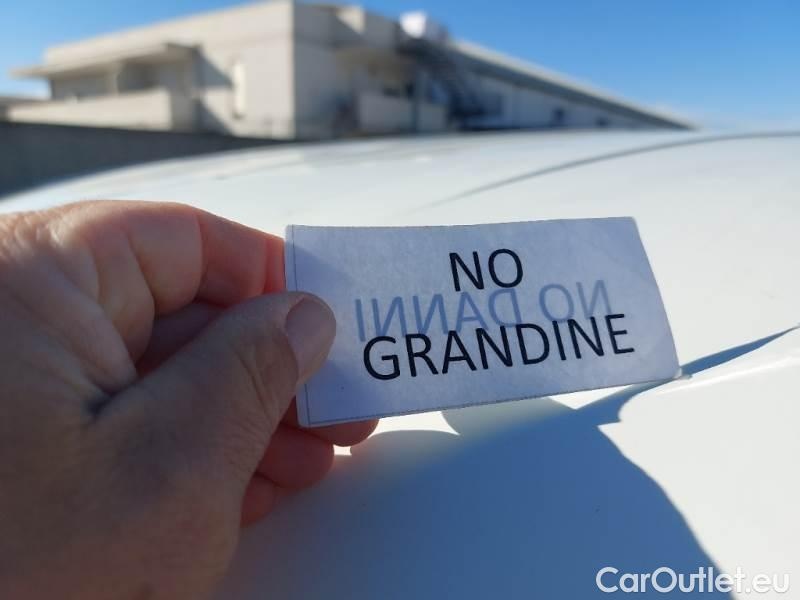 NO
NO DANNI
GRANDINE
CarOutlet.eu